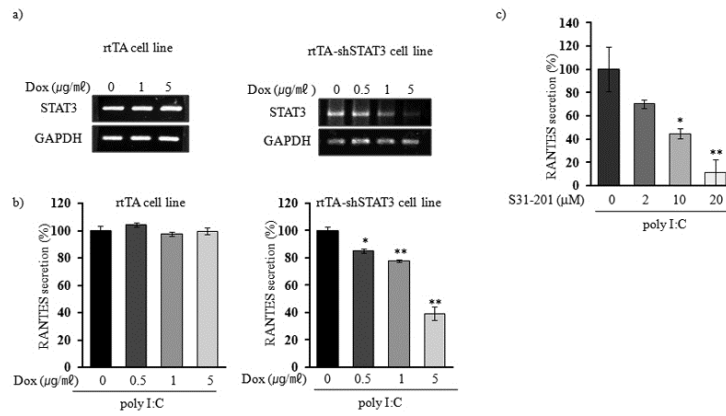 a)
rtTA cell line
Dox (μg/㎖) 0 1 5
STAT3
GAPDH
rtTA-shSTAT3 cell line
Dox (μg/㎖) 0 0.5 1 5
STAT3
GAPDH
b)
rtTA cell line
RANTES secretion (%)
120
100
80
60
40
20
0
Dox (μg/㎖) 0 0.5 1 5
poly I:C
rtTA-shSTAT3 cell line
RANTES secretion (%)
120
100
80
60
40
20
0
* ** **
Dox (μg/㎖) 0 0.5 1 5
poly I:C
c)
RANTES secretion (%)
140
120
100
80
60
40
20
0
* **
S31-201 (μM) 0 2 10 20
poly I:C